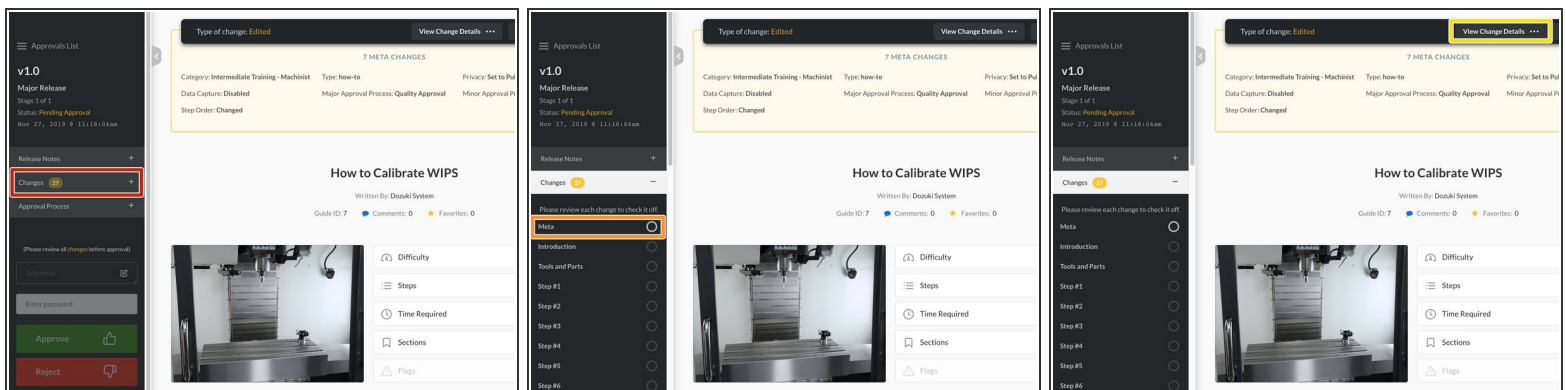 Approvals List
v1.0
Major Release
Stage 1 of 1
Status: Pending Approval
Nov 27, 2019 @ 11:18:04am
Release Notes +
Changes 27 +
Approval Process +
(Please review all changes before approval)
Add notes
Enter password
Approve
Reject
Type of change: Edited
View Change Details •••
7 META CHANGES
Category: Intermediate Training - Machinist Type: how-to Privacy: Set to Pu
Data Capture: Disabled Major Approval Process: Quality Approval Minor Approval P
Step Order: Changed
How to Calibrate WIPS
Written By: Dozuki System
Guide ID: 7 Comments: 0 Favorites: 0
Difficulty
Steps
Time Required
Sections
Flags
Approvals List
v1.0
Major Release
Stage 1 of 1
Status: Pending Approval
Nov 27, 2019 @ 11:18:04am
Release Notes +
Changes 27 −
Please review each change to check it off.
Meta
Introduction
Tools and Parts
Step #1
Step #2
Step #3
Step #4
Step #5
Step #6
Type of change: Edited
View Change Details •••
7 META CHANGES
Category: Intermediate Training - Machinist Type: how-to Privacy: Set to Pu
Data Capture: Disabled Major Approval Process: Quality Approval Minor Approval P
Step Order: Changed
How to Calibrate WIPS
Written By: Dozuki System
Guide ID: 7 Comments: 0 Favorites: 0
Difficulty
Steps
Time Required
Sections
Flags
Approvals List
v1.0
Major Release
Stage 1 of 1
Status: Pending Approval
Nov 27, 2019 @ 11:18:04am
Release Notes +
Changes 27 −
Please review each change to check it off.
Meta
Introduction
Tools and Parts
Step #1
Step #2
Step #3
Step #4
Step #5
Step #6
Type of change: Edited
View Change Details •••
7 META CHANGES
Category: Intermediate Training - Machinist Type: how-to Privacy: Set to Pu
Data Capture: Disabled Major Approval Process: Quality Approval Minor Approval P
Step Order: Changed
How to Calibrate WIPS
Written By: Dozuki System
Guide ID: 7 Comments: 0 Favorites: 0
Difficulty
Steps
Time Required
Sections
Flags